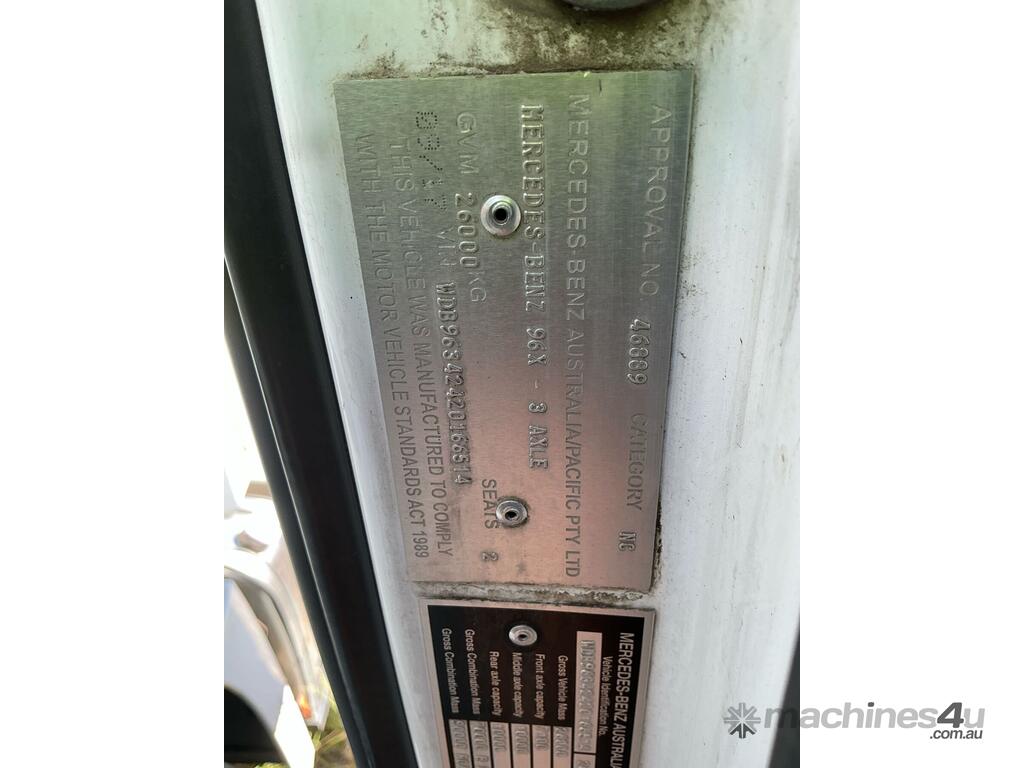 APPROVAL NO. 46889 CATEGORY NC
MERCEDES-BENZ AUSTRALIA/PACIFIC PTY LTD
MERCEDES-BENZ 96X - 3 AXLE
SEATS 2
GVM 26000 KG
VIN WDB96342420166514
THIS VEHICLE WAS MANUFACTURED TO COMPLY
WITH THE MOTOR VEHICLE STANDARDS ACT 1989
MERCEDES-BENZ AUSTRALIA
Vehicle Identification No.
Gross Vehicle Mass
Front axle capacity
Middle axle capacity
Rear axle capacity
Gross Combination Mass
Gross Combination Mass
machines4u
.com.au